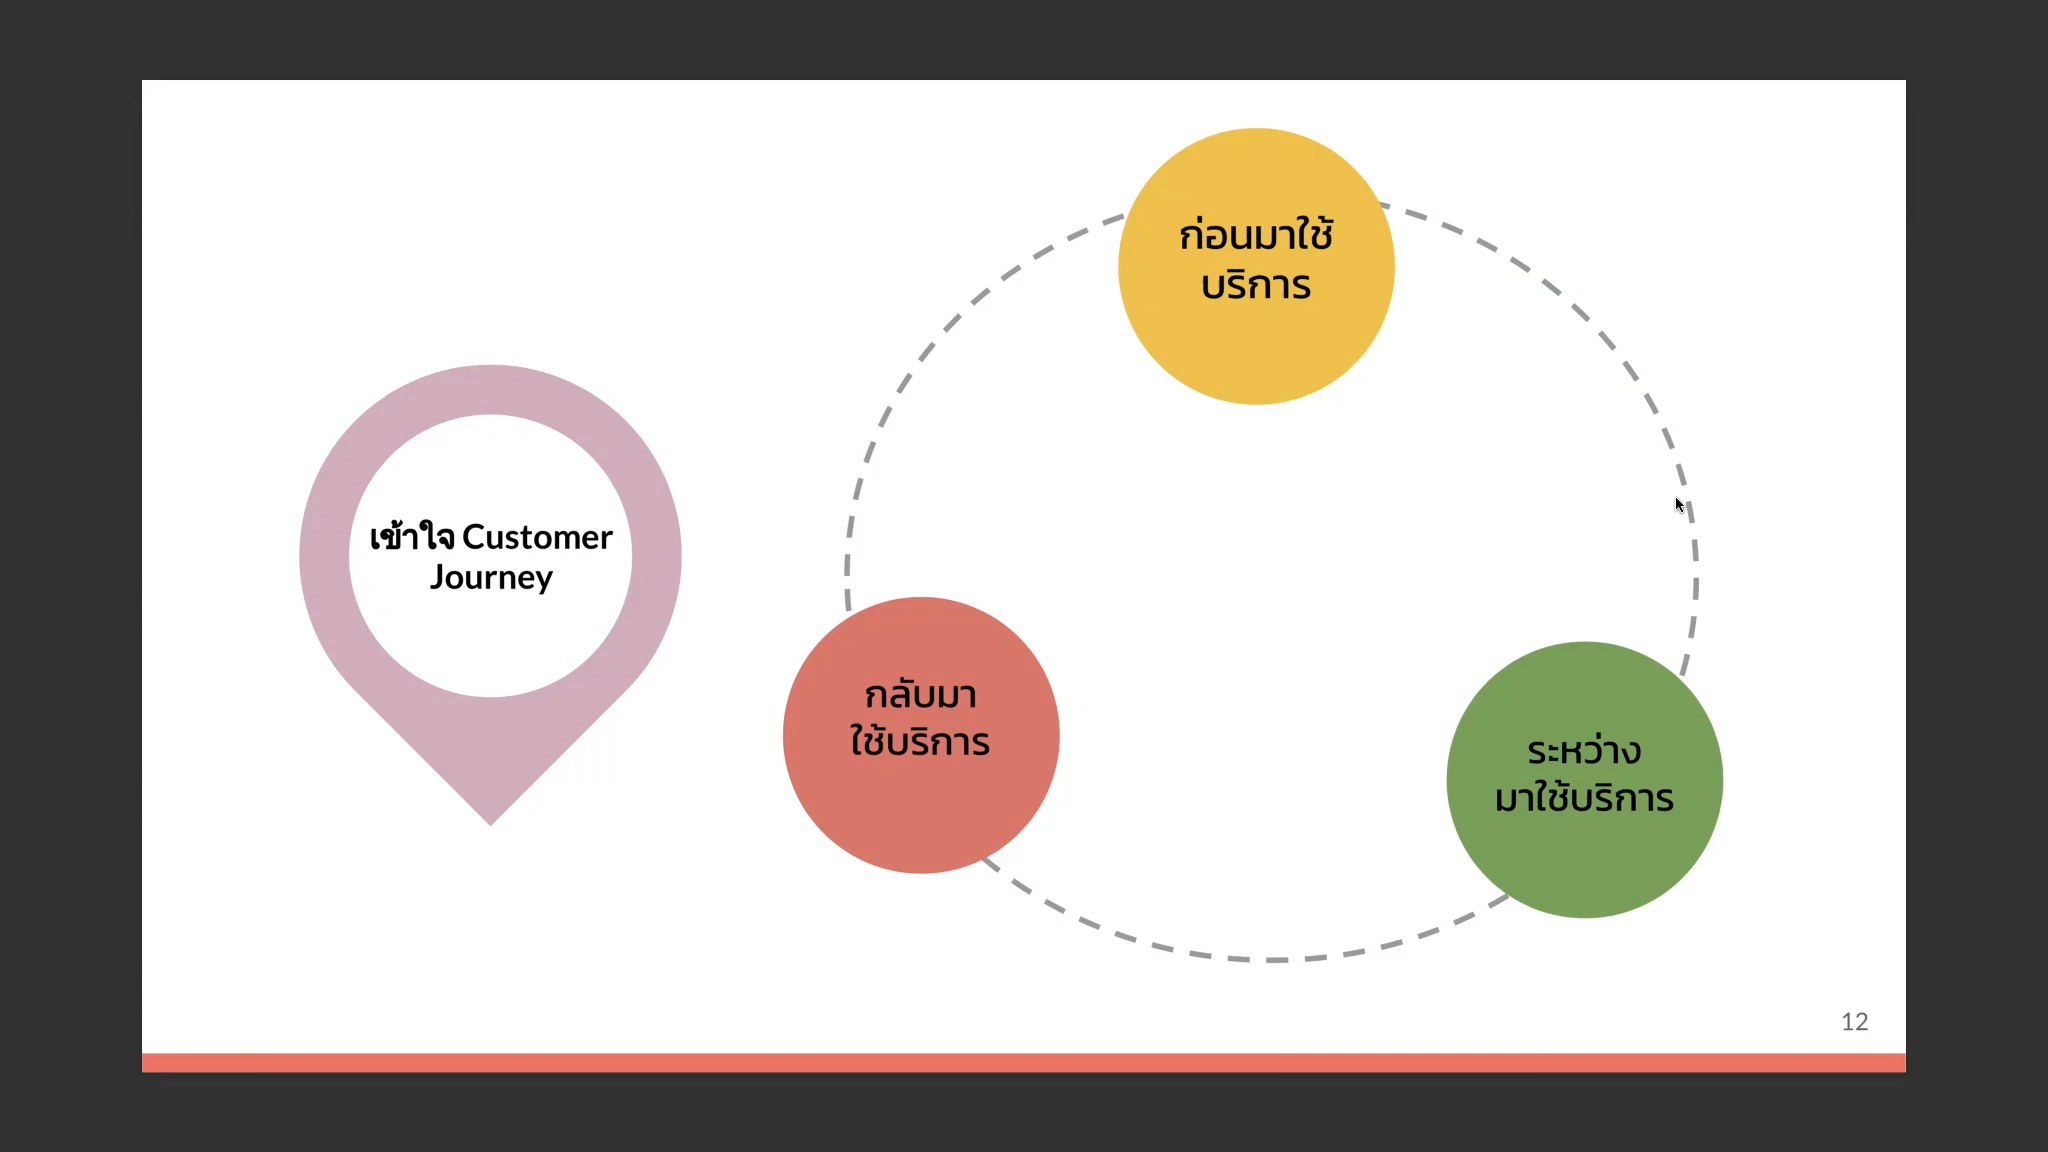 เข้าใจ Customer
Journey
ก่อนมาใช้
บริการ
กลับมา
ใช้บริการ
ระหว่าง
มาใช้บริการ
12